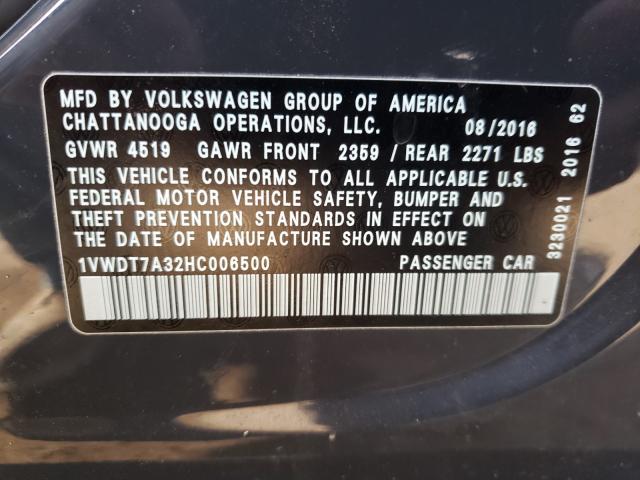 MFD BY VOLKSWAGEN GROUP OF AMERICA
CHATTANOOGA OPERATIONS, LLC. 08/2016
GVWR 4519 GAWR FRONT 2359 / REAR 2271 LBS
THIS VEHICLE CONFORMS TO ALL APPLICABLE U.S.
FEDERAL MOTOR VEHICLE SAFETY, BUMPER AND
THEFT PREVENTION STANDARDS IN EFFECT ON
THE DATE OF MANUFACTURE SHOWN ABOVE
1VWDT7A32HC006500 PASSENGER CAR
3230021 2016 62